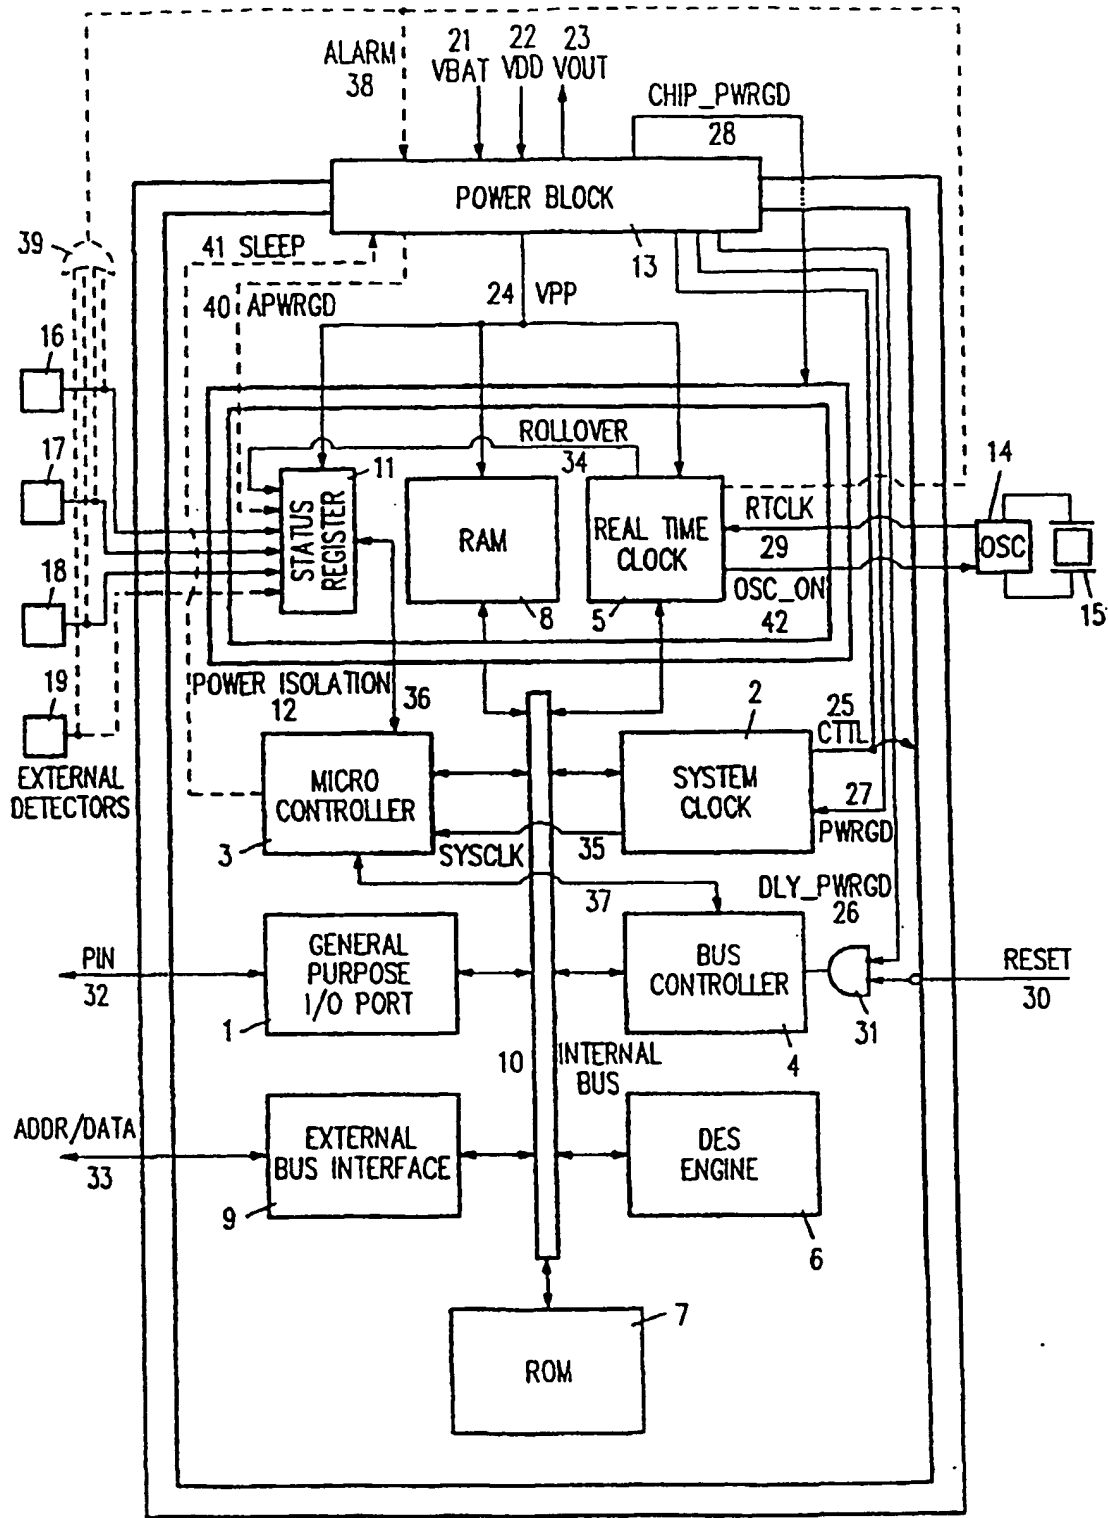 21
22
23
ALARM
38
VBAT
VDD
VOUT
CHIP_PWRGD
28
POWER BLOCK
13
39
41 SLEEP
40 APWRGD
24
VPP
16
17
18
19
EXTERNAL
DETECTORS
ROLLOVER
34
11
STATUS
REGISTER
RAM
8
REAL TIME
CLOCK
5
RTCLK
29
OSC_ON
42
14
OSC
15
POWER ISOLATION
12
36
2
25
CTTL
MICRO
CONTROLLER
3
SYSTEM
CLOCK
27
PWRGD
SYSCLK
35
37
DLY_PWRGD
26
PIN
32
GENERAL
PURPOSE
I/O PORT
1
BUS
CONTROLLER
4
31
RESET
30
10
INTERNAL
BUS
ADDR/DATA
33
EXTERNAL
BUS INTERFACE
9
DES
ENGINE
6
7
ROM